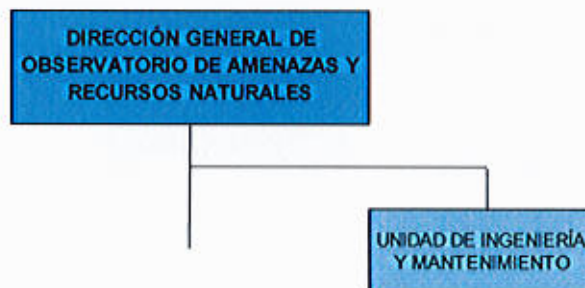 DIRECCIÓN GENERAL DE
OBSERVATORIO DE AMENAZAS Y
RECURSOS NATURALES
UNIDAD DE INGENIERÍA
Y MANTENIMIENTO